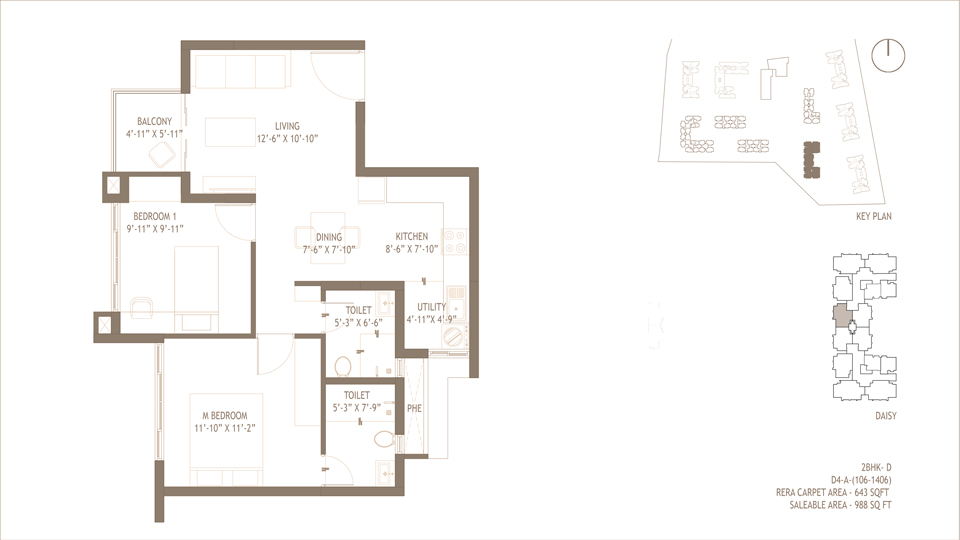 BALCONY
4'-11” X 5'-11”
LIVING
12'-6” X 10'-10”
BEDROOM 1
9'-11” X 9'-11”
DINING
7'-6” X 7'-10”
KITCHEN
8'-6” X 7'-10”
TOILET
5'-3” X 6'-6”
UTILITY
4'-11”X 4'-9”
TOILET
5'-3” X 7'-9”
PHE
M BEDROOM
11'-10” X 11'-2”
KEY PLAN
DAISY
2BHK- D
D4-A-(106-1406)
RERA CARPET AREA - 643 SQFT
SALEABLE AREA - 988 SQ FT